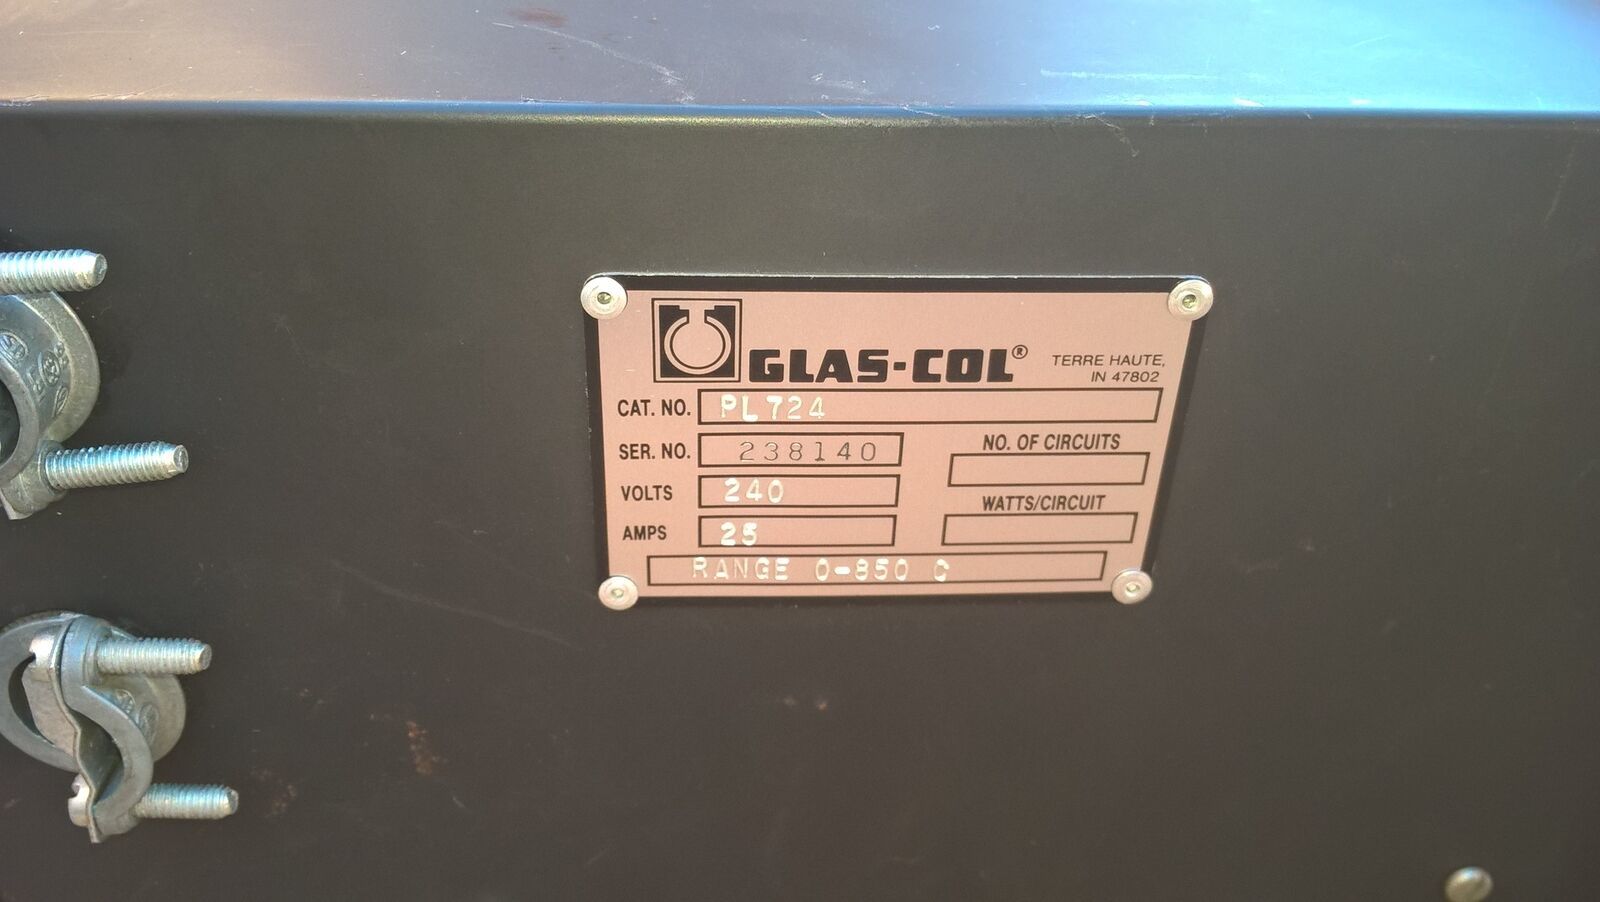 GLAS-COL®
TERRE HAUTE,
IN 47802
CAT. NO. PL724
SER. NO. 238140
NO. OF CIRCUITS
VOLTS 240
WATTS/CIRCUIT
AMPS 25
RANGE 0-850 C